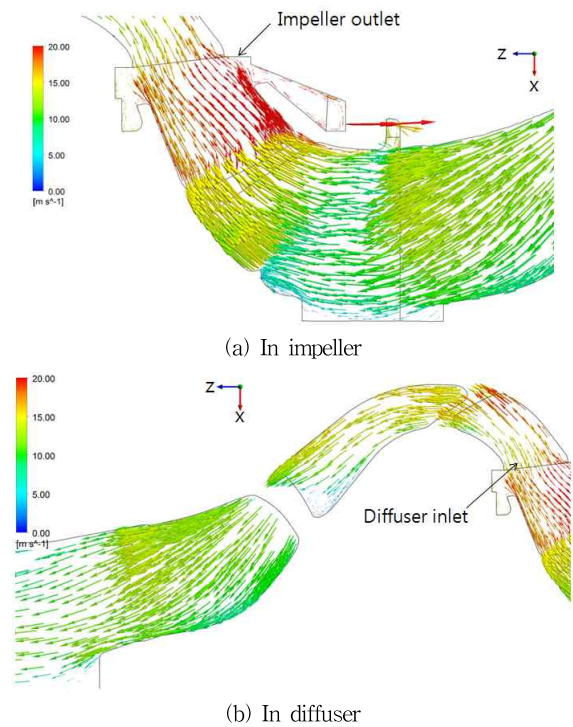 Impeller outlet
20.00
15.00
10.00
5.00
0.00
[m s^-1]
Z
X
(a) In impeller
20.00
15.00
10.00
5.00
0.00
[m s^-1]
Z
X
Diffuser inlet
(b) In diffuser